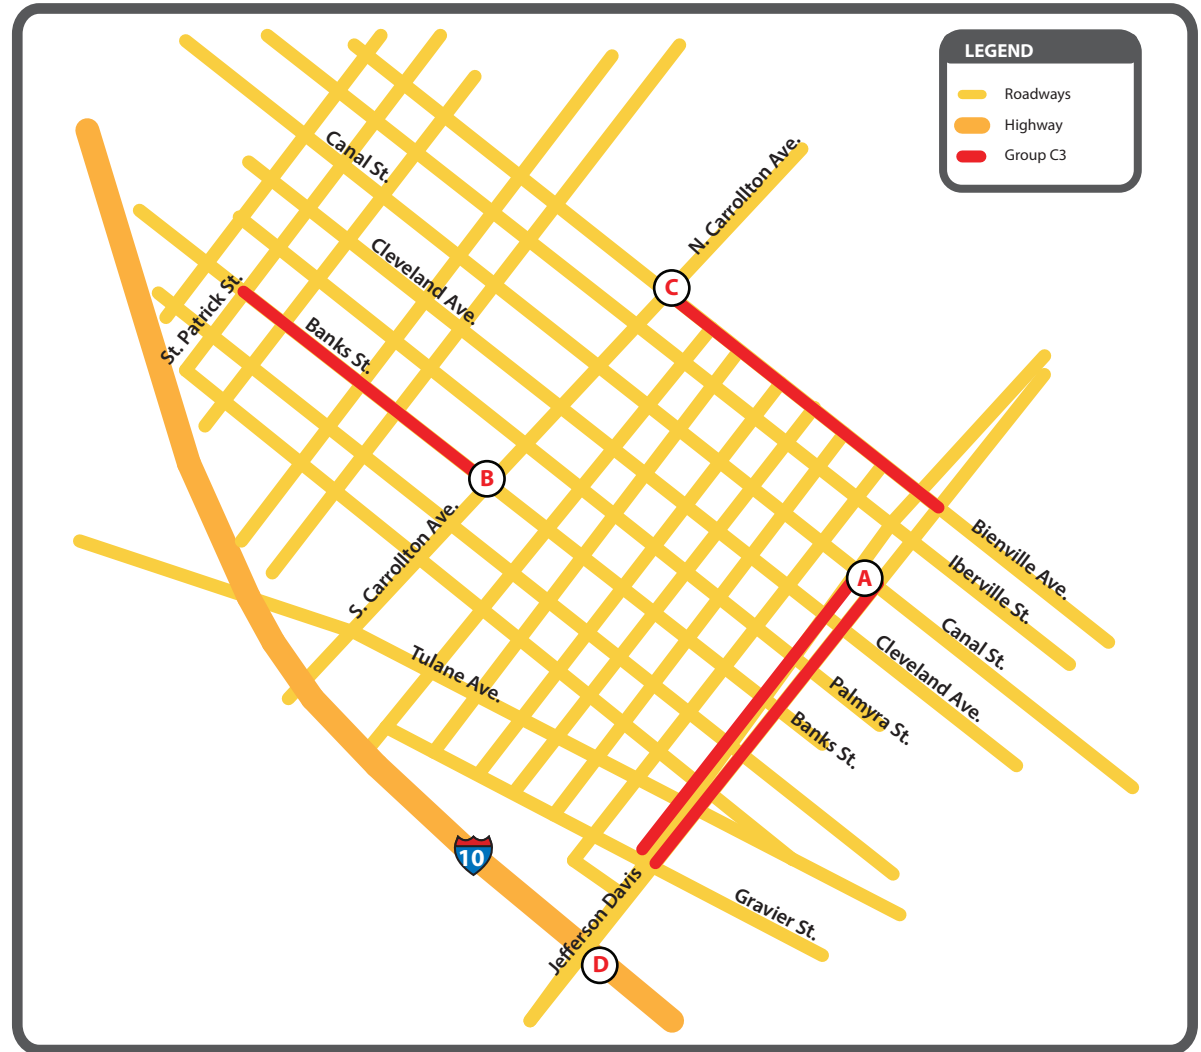 LEGEND
Roadways
Highway
Group C3
N. Carrollton Ave.
Canal St.
Cleveland Ave.
St. Patrick St.
Banks St.
C
B
S. Carrollton Ave.
A
Bienville Ave.
Iberville St.
Canal St.
Cleveland Ave.
Palmyra St.
Banks St.
Tulane Ave.
10
Gravier St.
Jefferson Davis
D